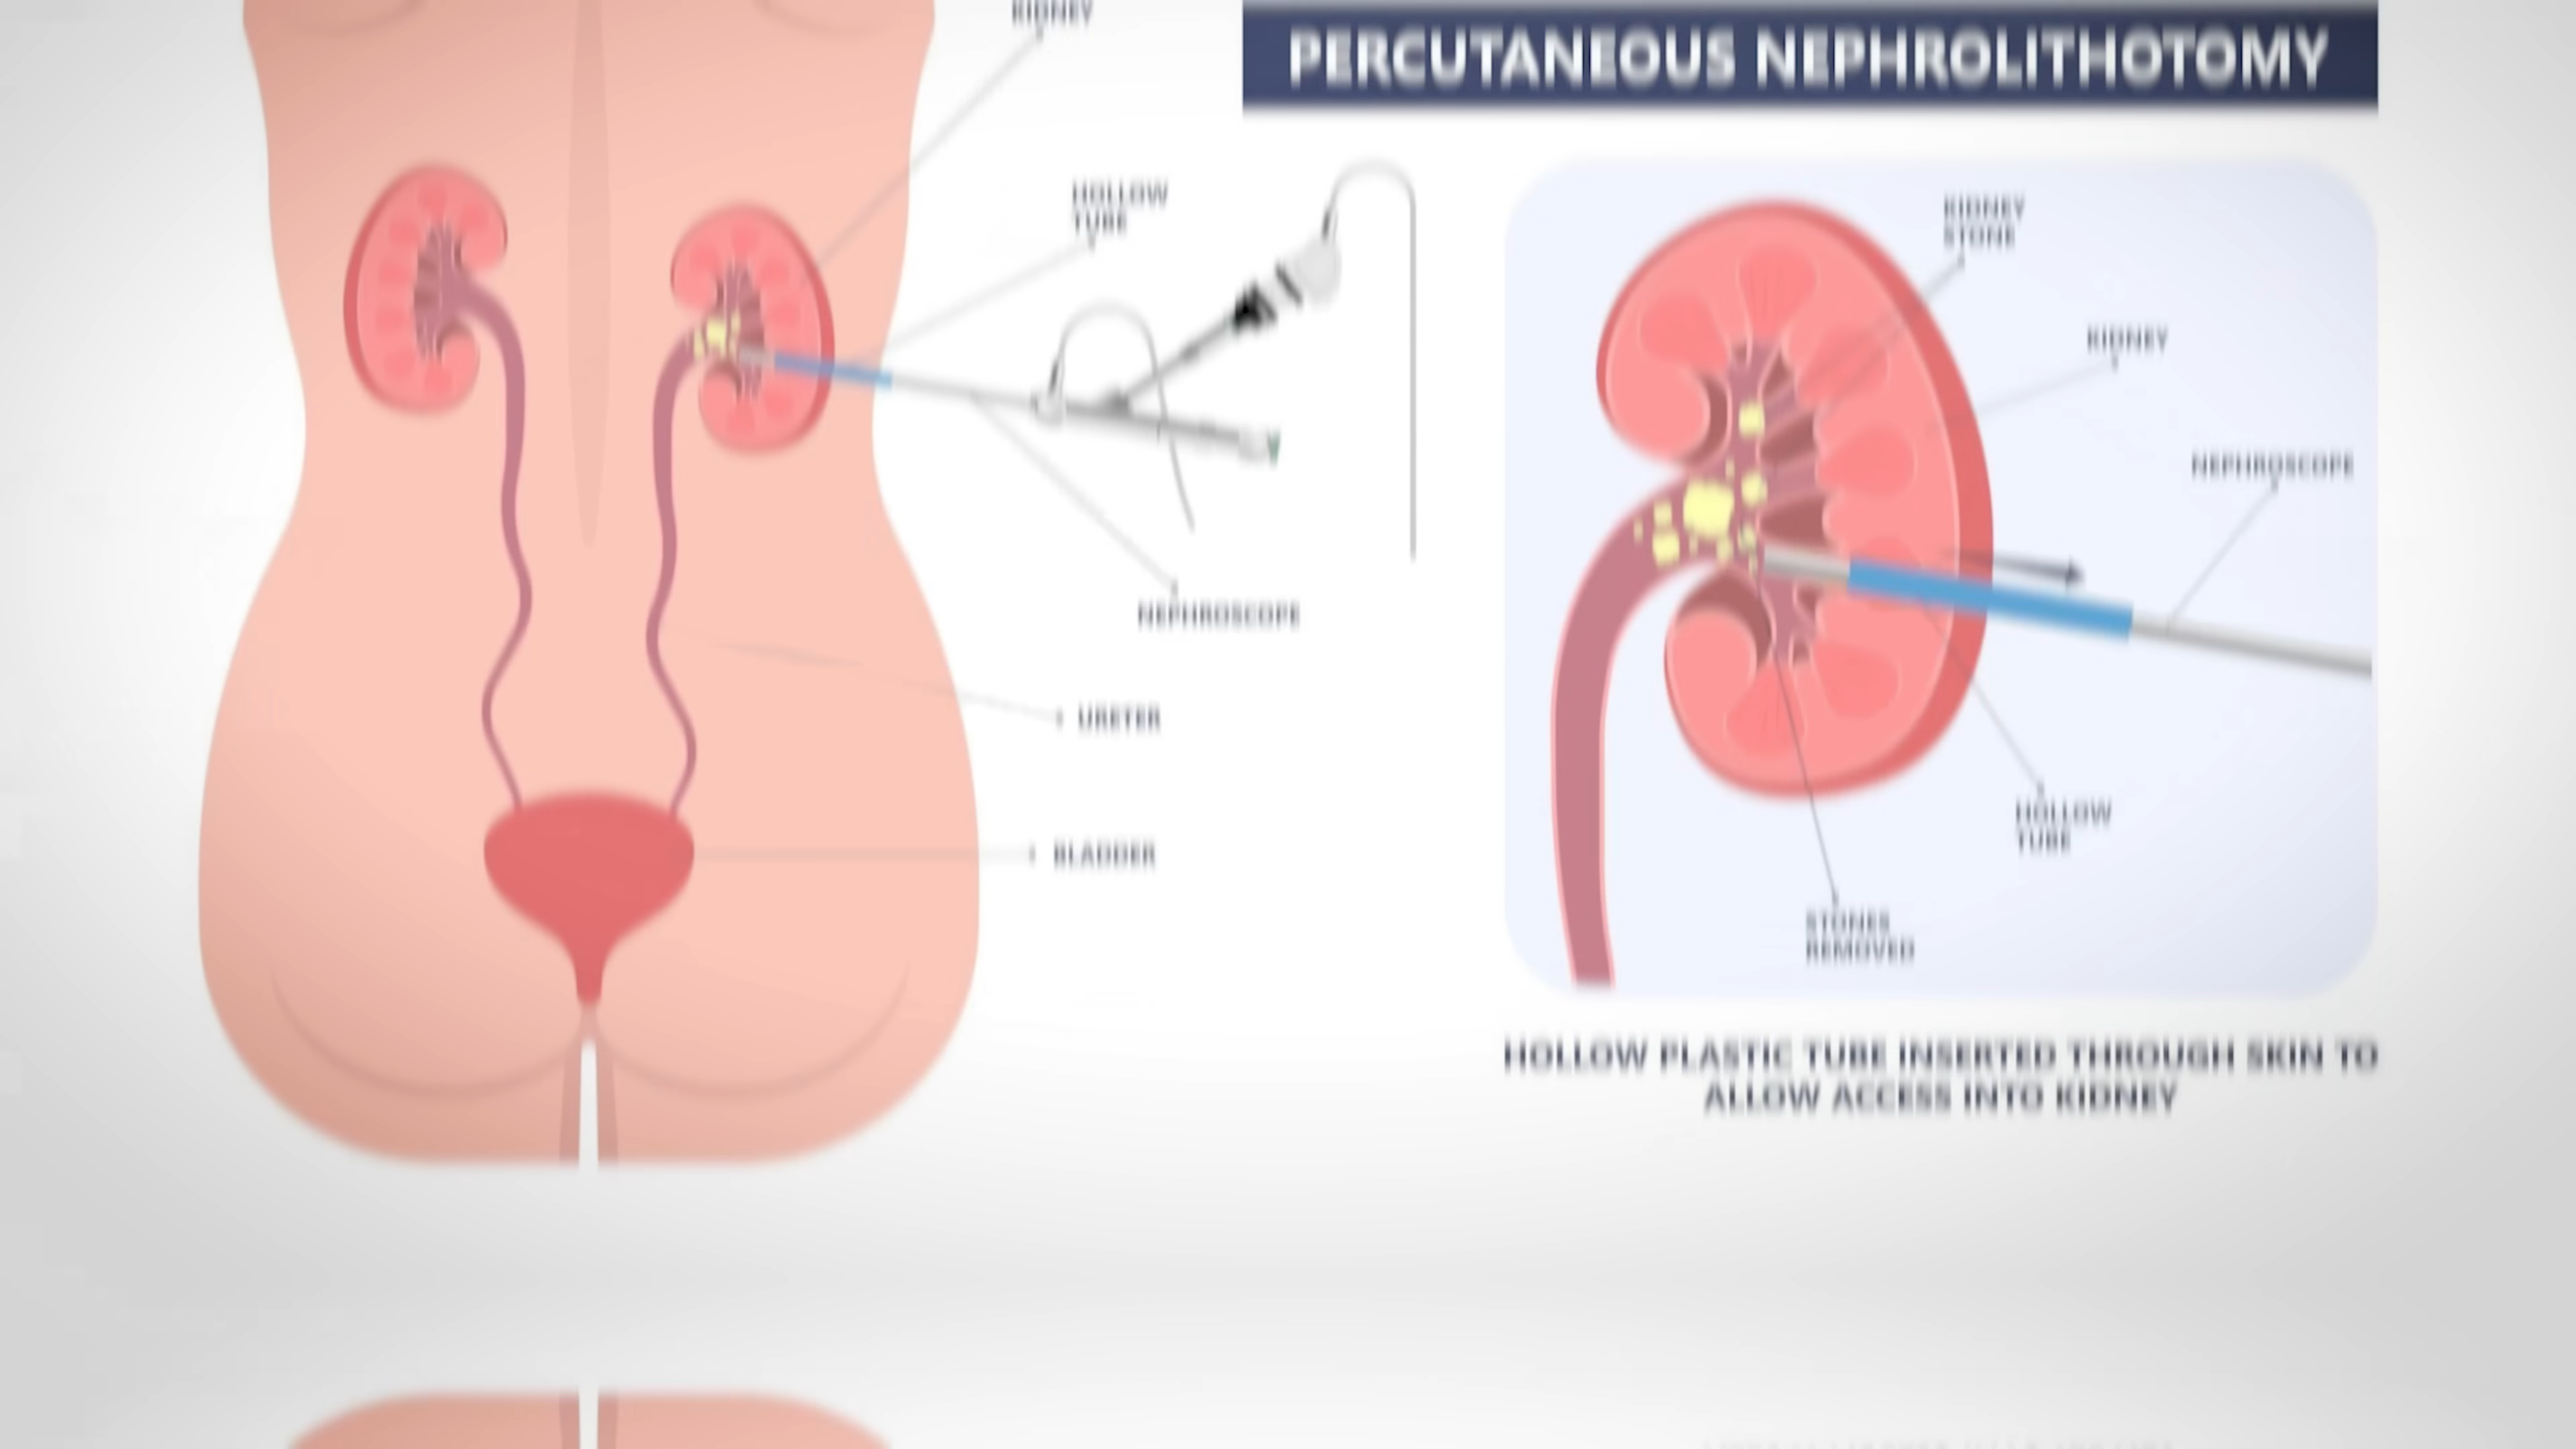 KIDNEY
PERCUTANEOUS NEPHROLITHOTOMY
HOLLOW
TUBE
NEPHROSCOPE
URETER
BLADDER
KIDNEY
STONE
KIDNEY
NEPHROSCOPE
HOLLOW
TUBE
STONES
REMOVED
HOLLOW PLASTIC TUBE INSERTED THROUGH SKIN TO
ALLOW ACCESS INTO KIDNEY